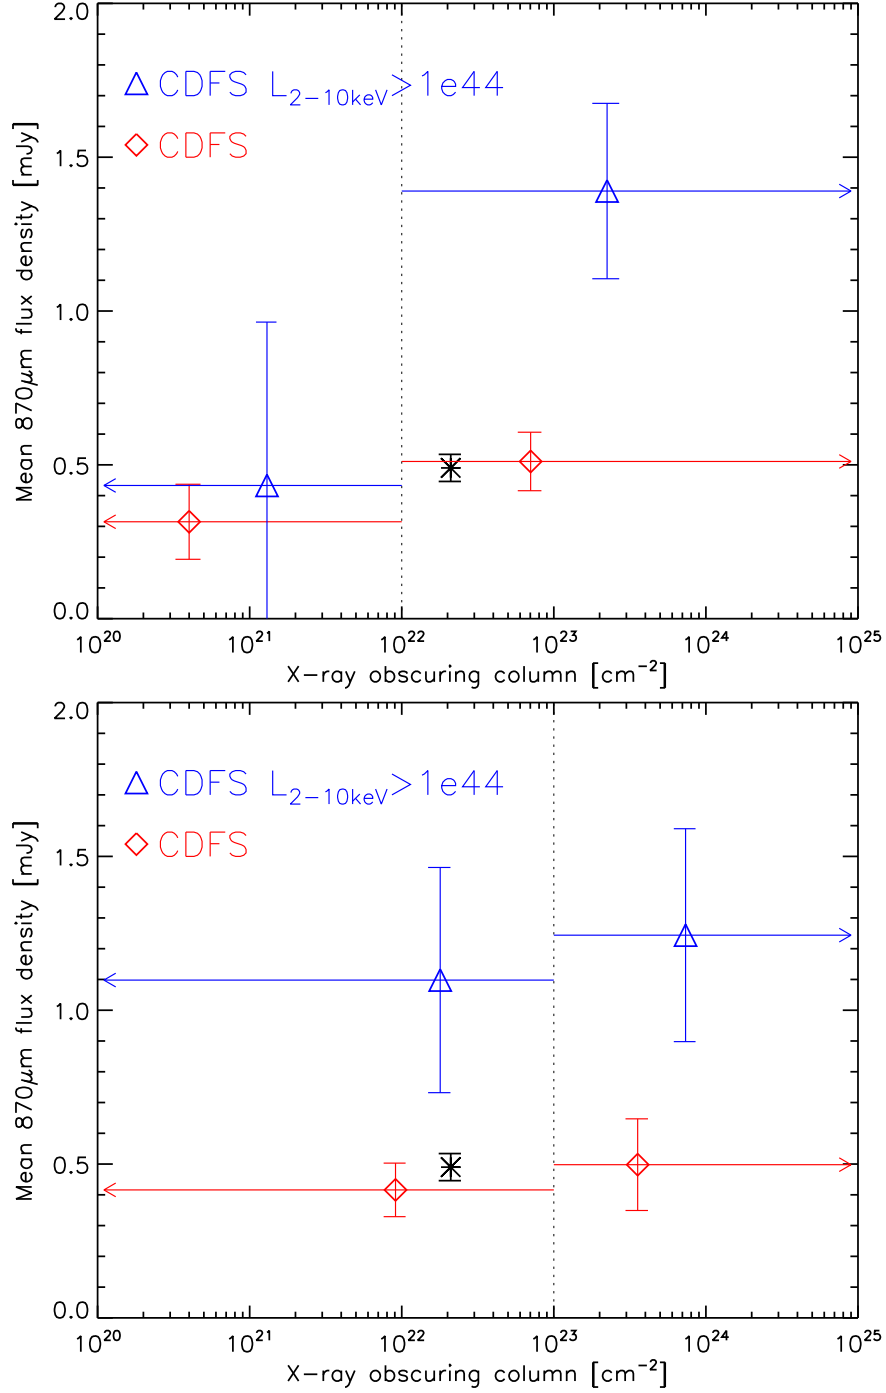 2.0
CDFS L2-10keV>1e44
CDFS
1.5
1.0
0.5
0.0
Mean 870μm flux density [mJy]
10^20 10^21 10^22 10^23 10^24 10^25
X-ray obscuring column [cm^-2]
2.0
CDFS L2-10keV>1e44
CDFS
1.5
1.0
0.5
0.0
Mean 870μm flux density [mJy]
10^20 10^21 10^22 10^23 10^24 10^25
X-ray obscuring column [cm^-2]